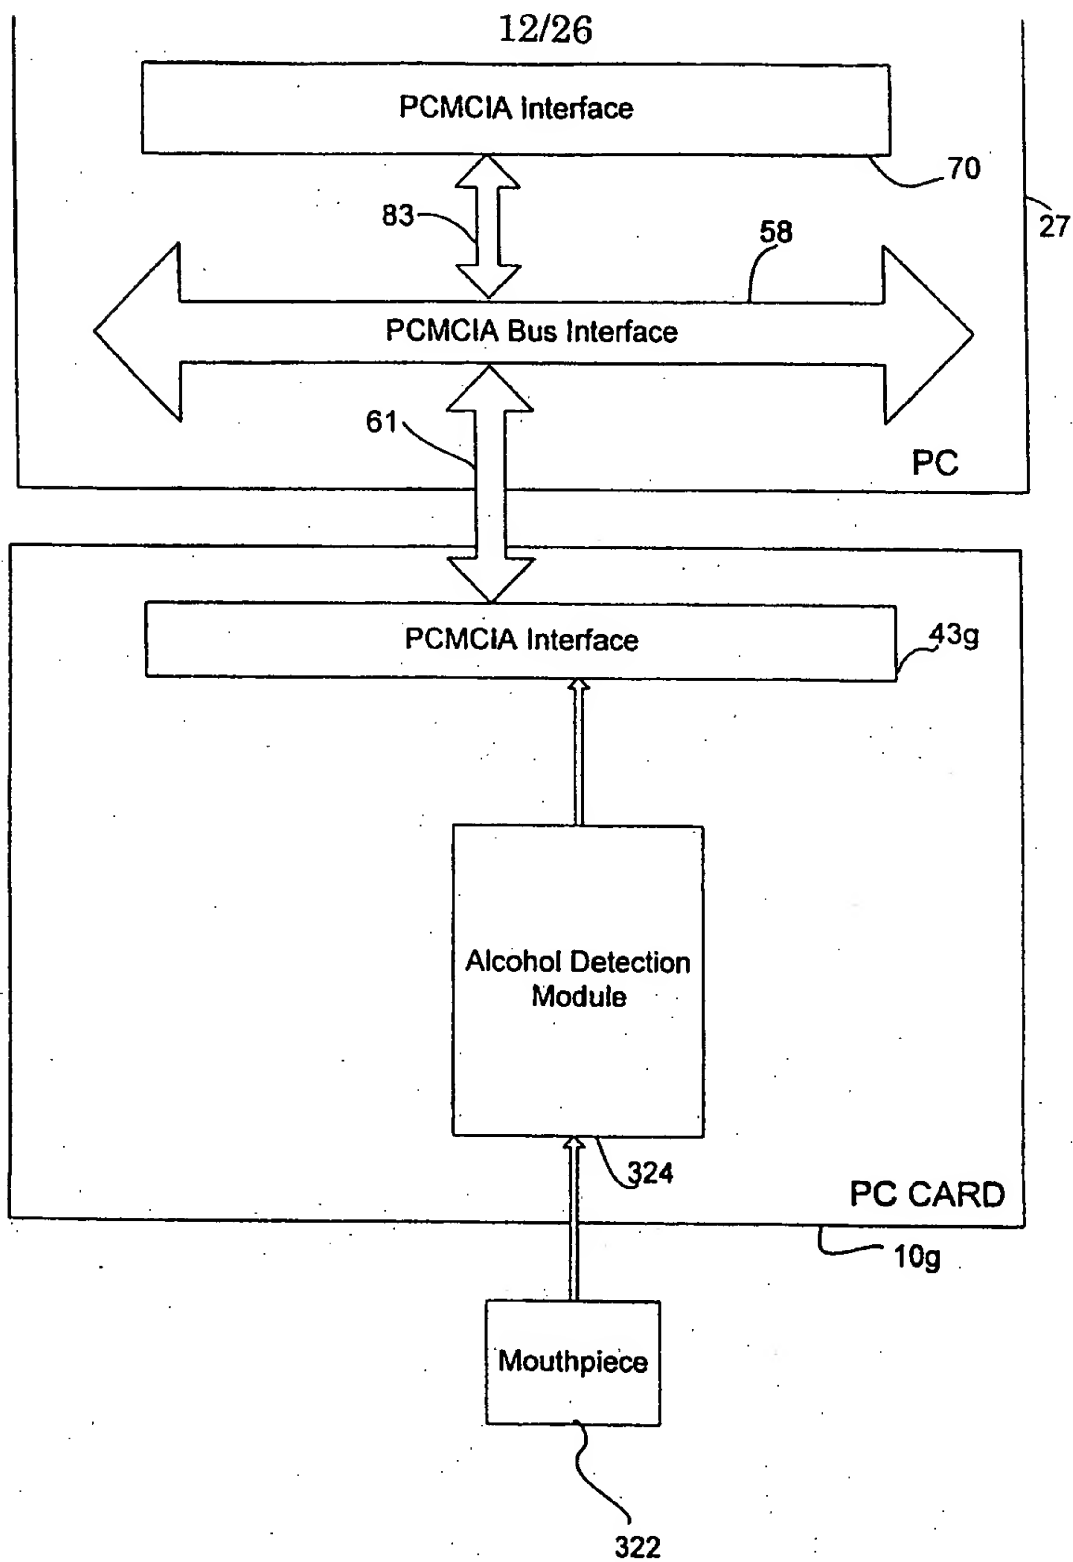 12/26
PCMCIA Interface
70
83
27
58
PCMCIA Bus Interface
61
PC
PCMCIA Interface
43g
Alcohol Detection
Module
324
PC CARD
10g
Mouthpiece
322